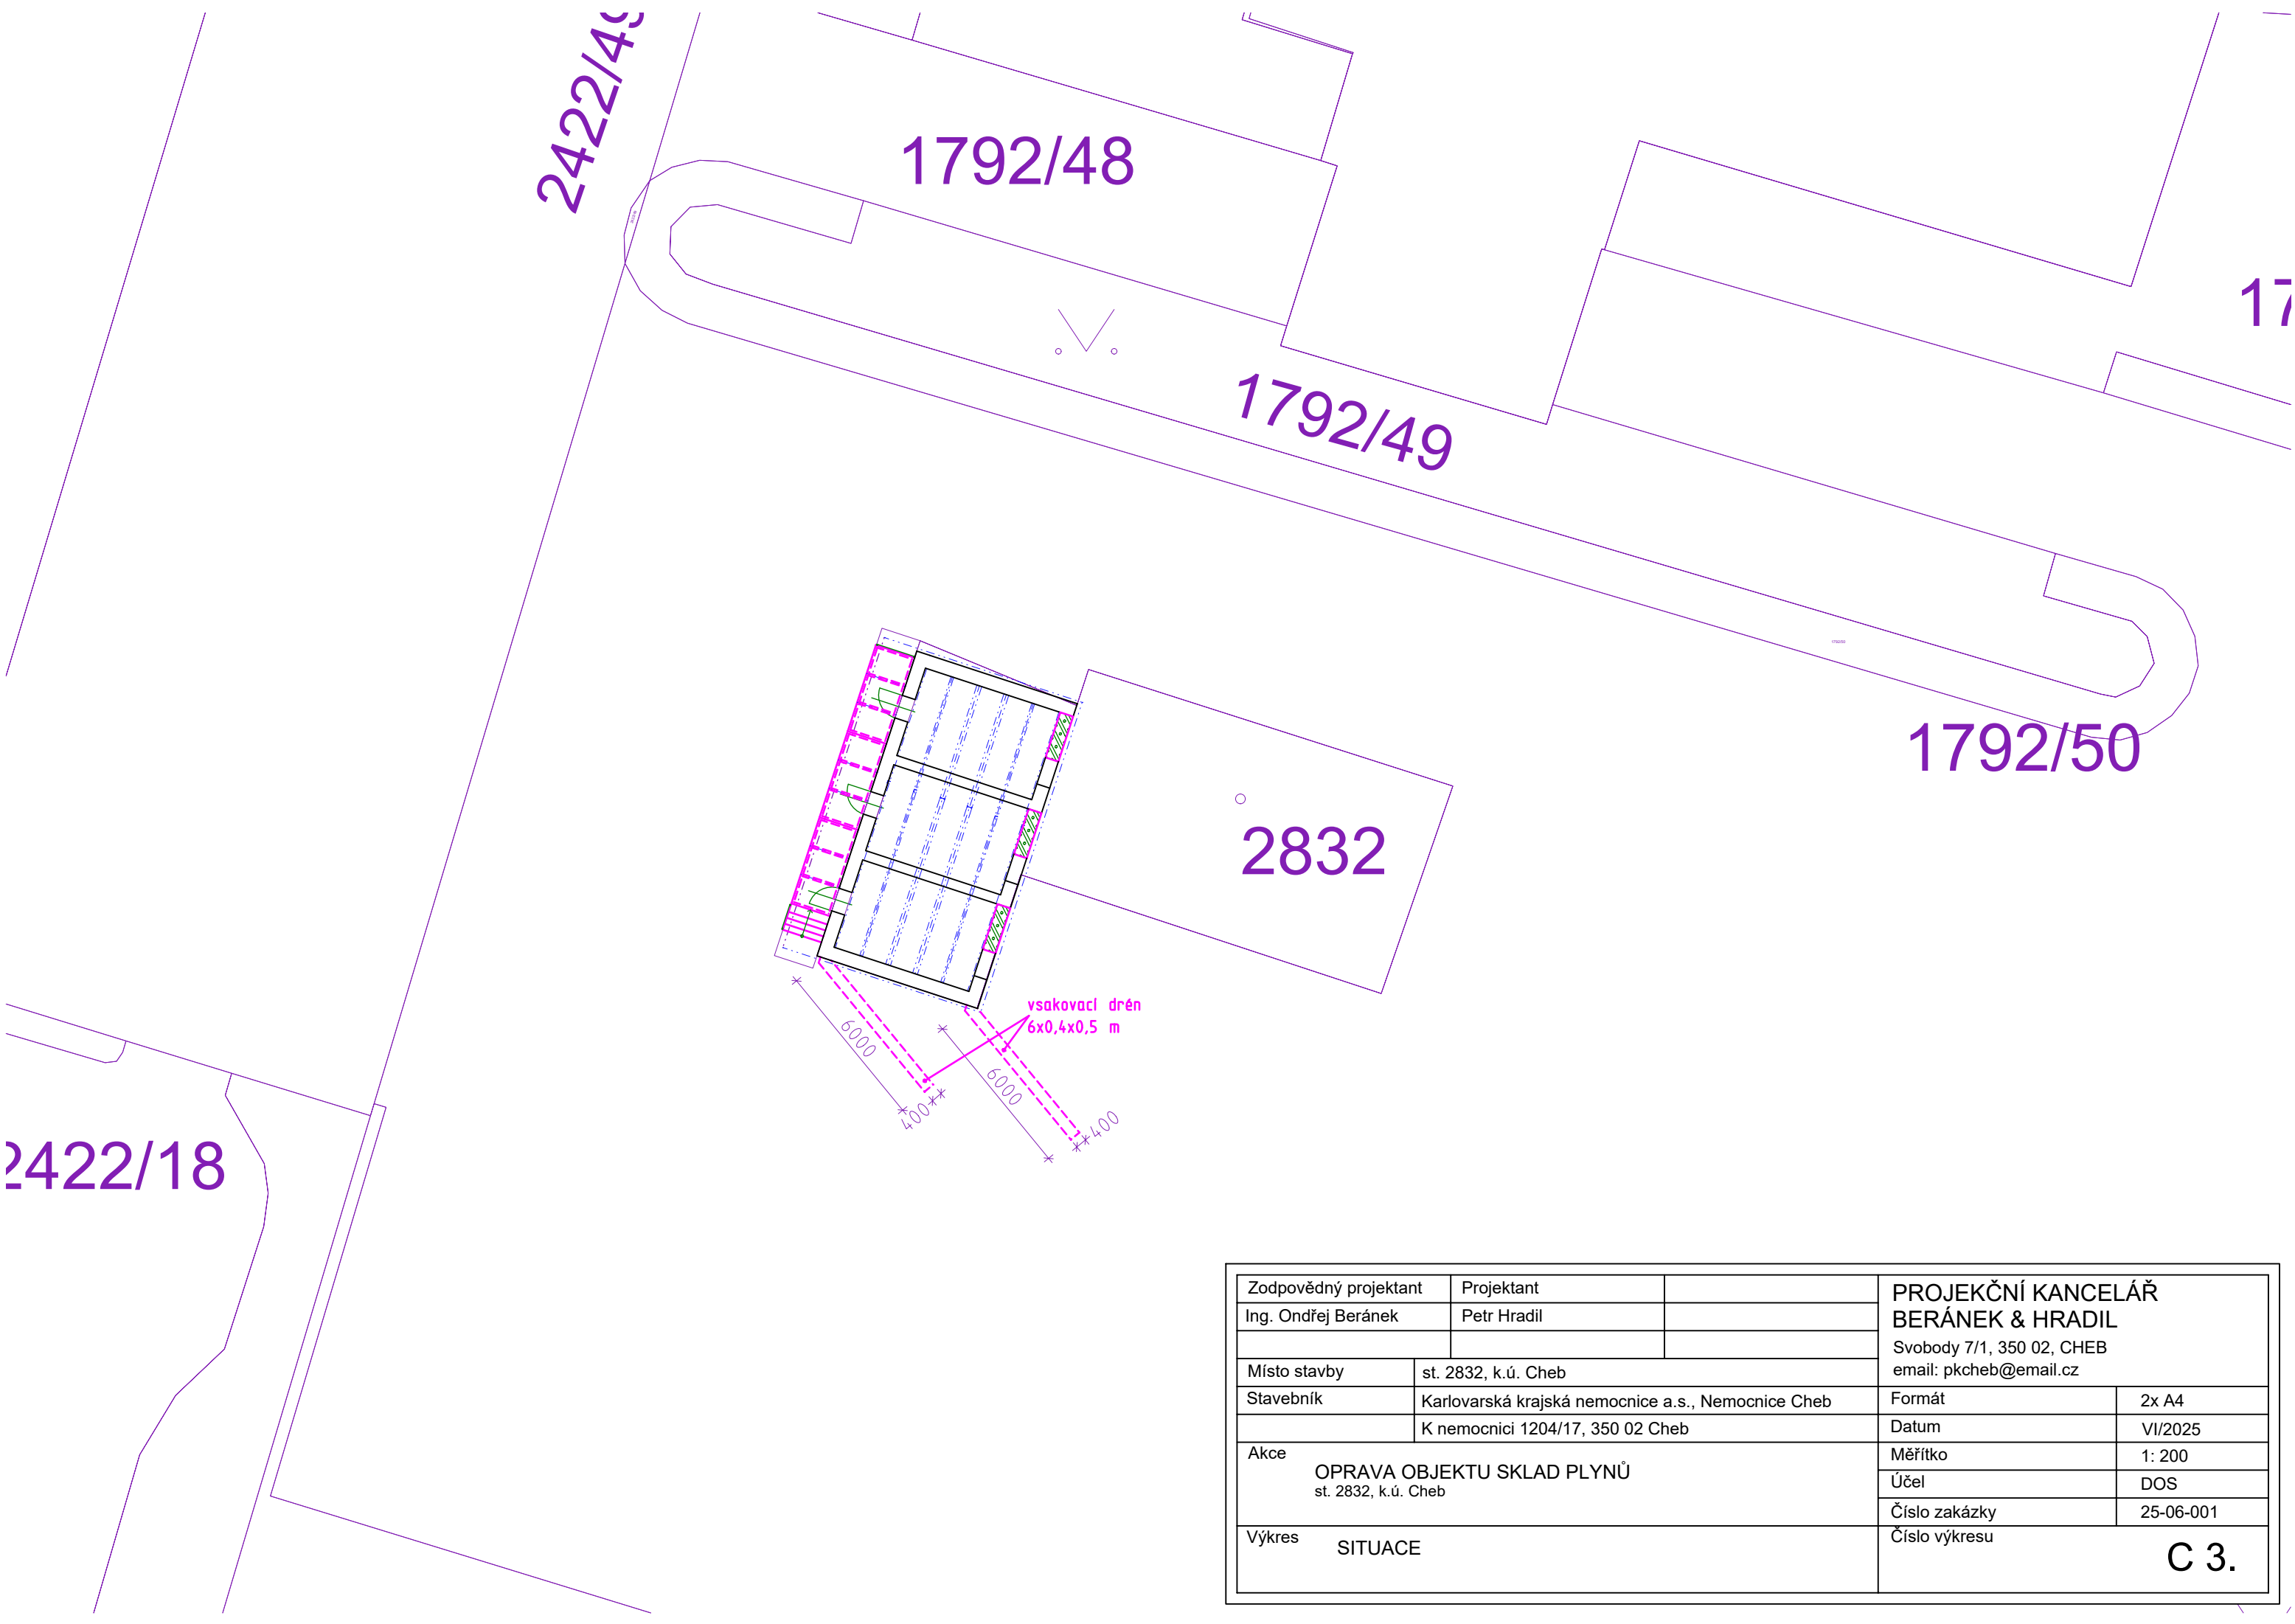 2422/49
1792/48
17
1792/49
1792/50
2832
vsakovací drén
6x0,4x0,5 m
6000
400
6000
400
2422/18
Zodpovědný projektant
Projektant
Ing. Ondřej Beránek
Petr Hradil
PROJEKČNÍ KANCELÁŘ
BERÁNEK & HRADIL
Svobody 7/1, 350 02, CHEB
email: pkcheb@email.cz
Místo stavby
st. 2832, k.ú. Cheb
Stavebník
Karlovarská krajská nemocnice a.s., Nemocnice Cheb
K nemocnici 1204/17, 350 02 Cheb
Formát
2x A4
Datum
VI/2025
Akce
OPRAVA OBJEKTU SKLAD PLYNŮ
st. 2832, k.ú. Cheb
Měřítko
1: 200
Účel
DOS
Číslo zakázky
25-06-001
Výkres
SITUACE
Číslo výkresu
C 3.